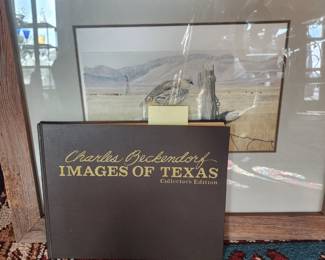 Charles Beckendorf
IMAGES OF TEXAS
Collectors Edition